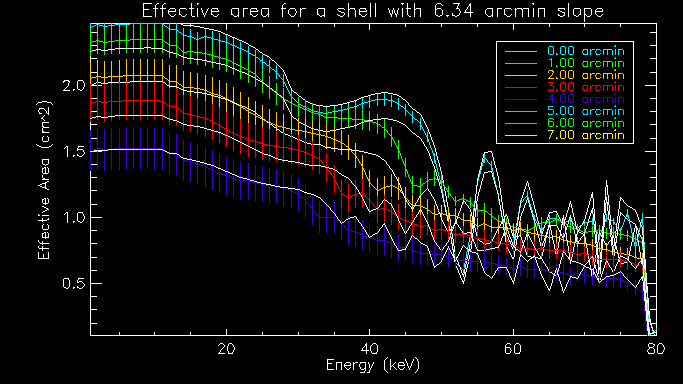 Effective area for a shell with 6.34 arcmin slope
0.00 arcmin
1.00 arcmin
2.00 arcmin
3.00 arcmin
4.00 arcmin
5.00 arcmin
6.00 arcmin
7.00 arcmin
Effective Area (cm^2)
2.0
1.5
1.0
0.5
20 40 60 80
Energy (keV)